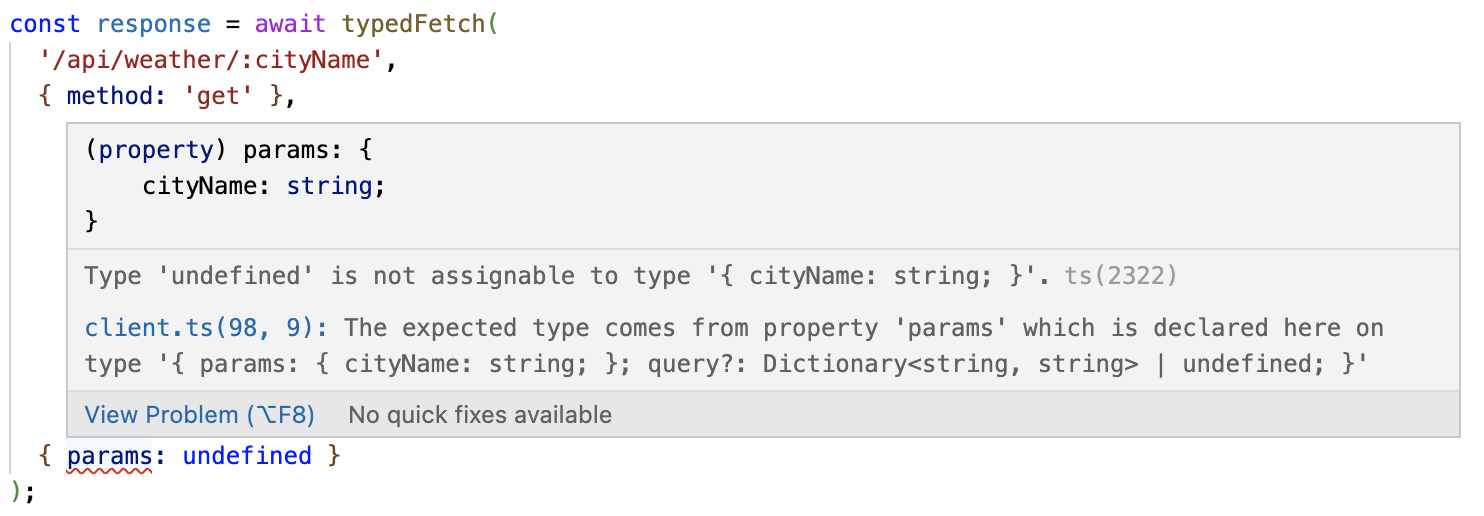 const response = await typedFetch(
  '/api/weather/:cityName',
  { method: 'get' },
(property) params: {
    cityName: string;
}
Type 'undefined' is not assignable to type '{ cityName: string; }'. ts(2322)
client.ts(98, 9): The expected type comes from property 'params' which is declared here on
type '{ params: { cityName: string; }; query?: Dictionary<string, string> | undefined; }'
View Problem (⌥F8) No quick fixes available
  { params: undefined }
);